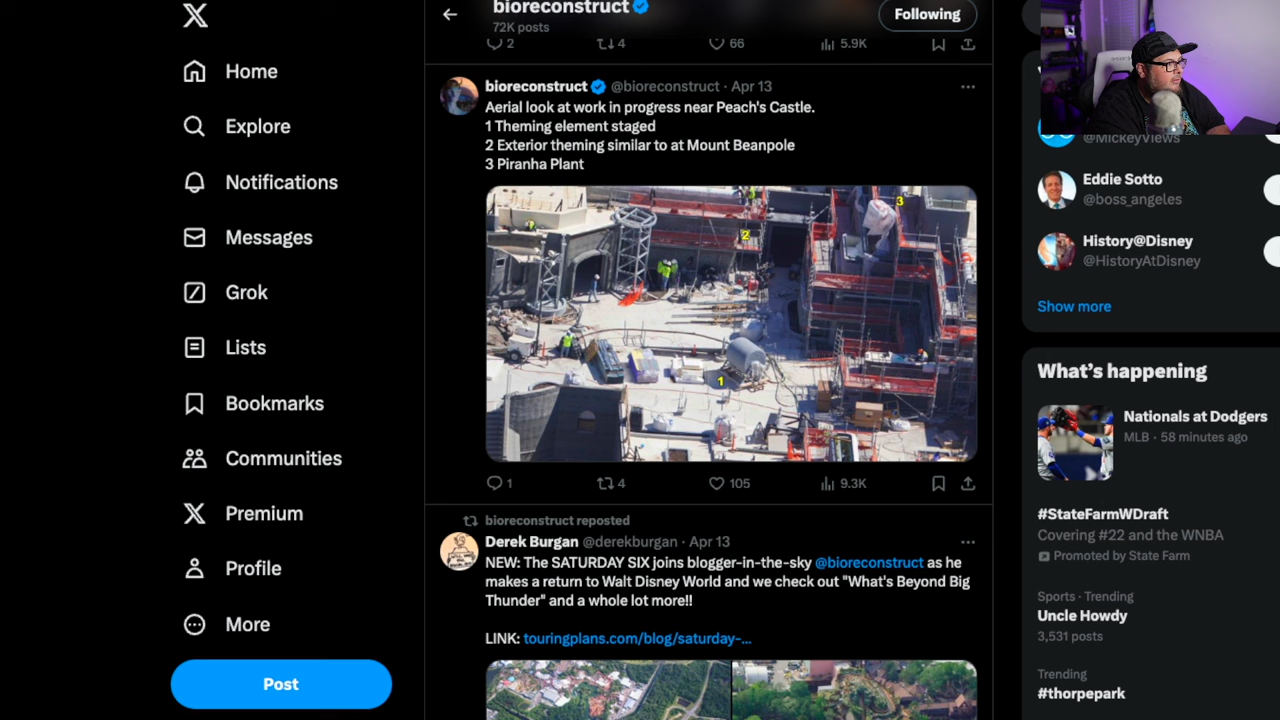 bioreconstruct
72K posts
Following
2
4
66
5.9K
Home
Explore
Notifications
Messages
Grok
Lists
Bookmarks
Communities
Premium
Profile
More
Post
bioreconstruct @bioreconstruct · Apr 13
Aerial look at work in progress near Peach's Castle.
1 Theming element staged
2 Exterior theming similar to at Mount Beanpole
3 Piranha Plant
3
2
1
1
4
105
9.3K
bioreconstruct reposted
Derek Burgan @derekburgan · Apr 13
NEW: The SATURDAY SIX joins blogger-in-the-sky @bioreconstruct as he
makes a return to Walt Disney World and we check out "What's Beyond Big
Thunder" and a whole lot more!!
LINK: touringplans.com/blog/saturday-...
@MickeyViews
Eddie Sotto
@boss_angeles
History@Disney
@HistoryAtDisney
Show more
What's happening
Nationals at Dodgers
MLB · 58 minutes ago
#StateFarmWDraft
Covering #22 and the WNBA
Promoted by State Farm
Sports · Trending
Uncle Howdy
3,531 posts
Trending
#thorpepark